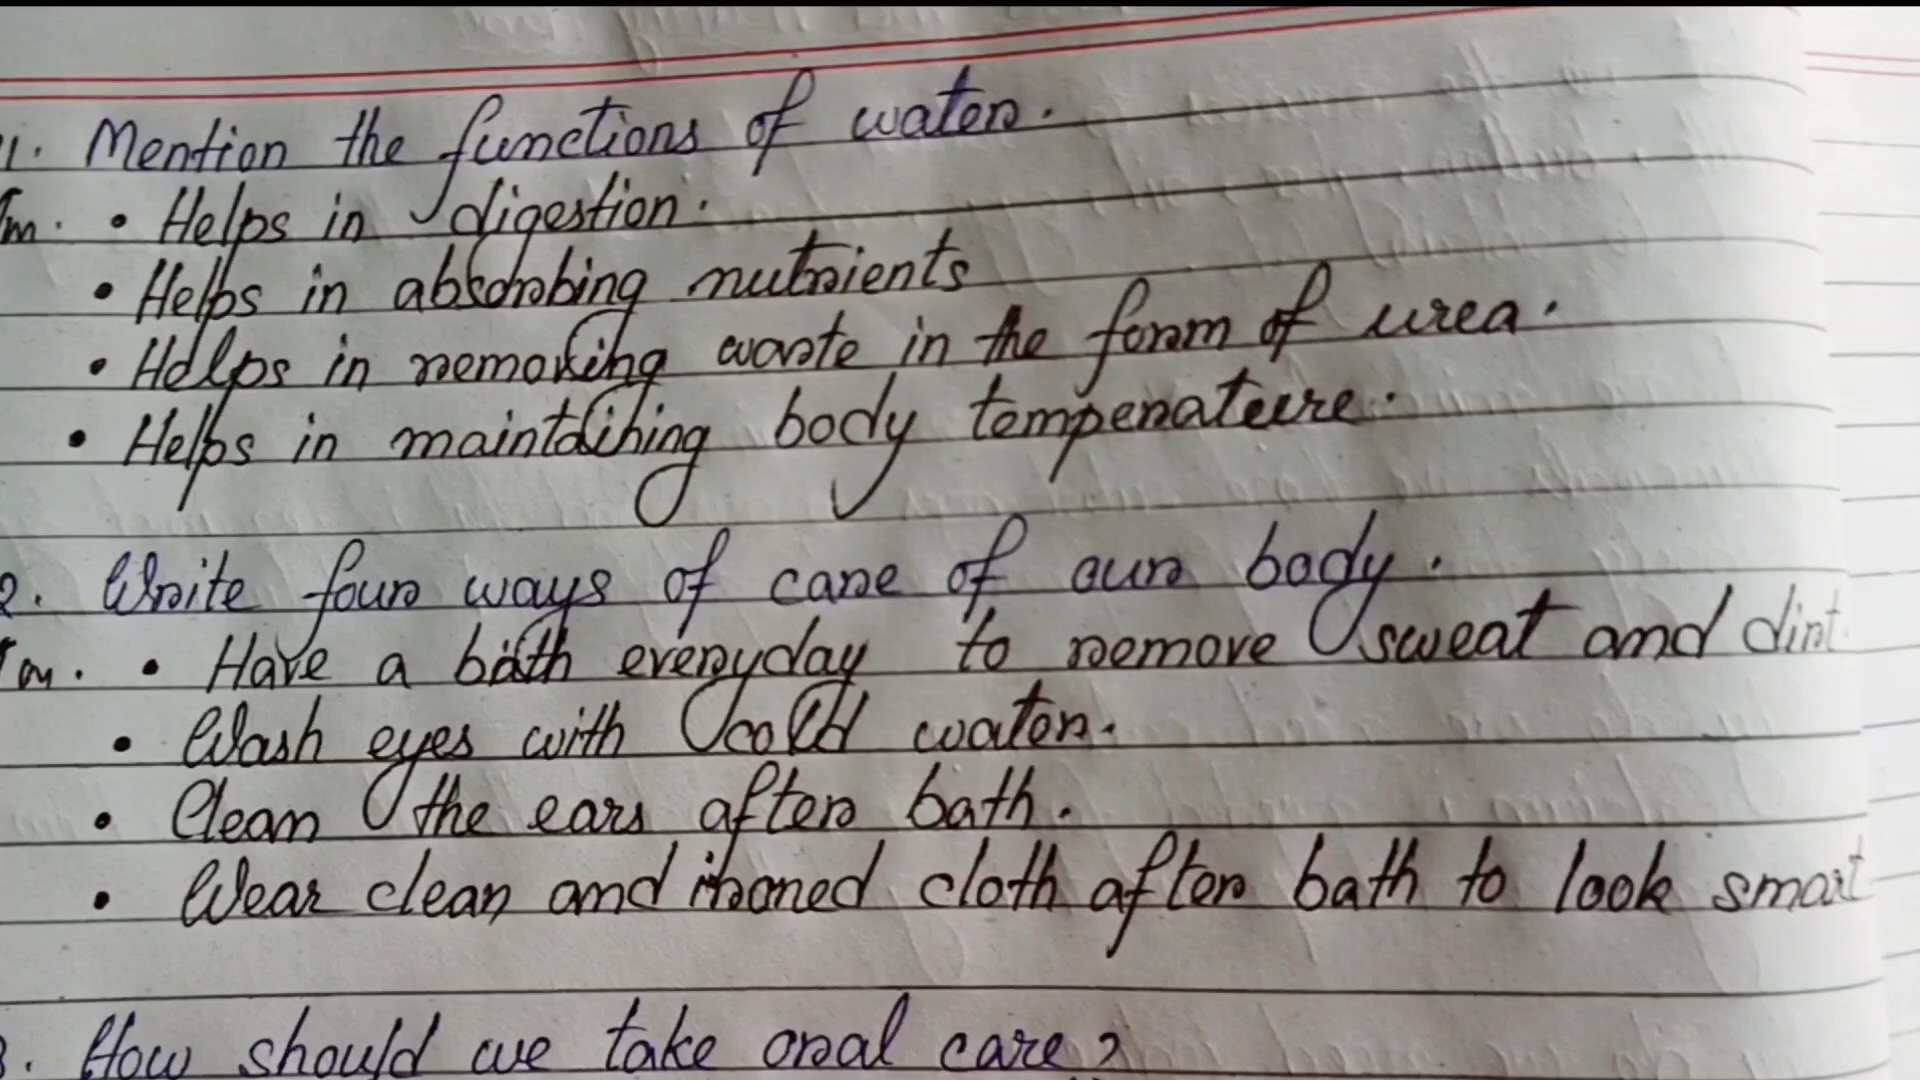 1. Mention the functions of water.
• Helps in digestion.
• Helps in absorbing nutrients
• Helps in removing waste in the form of urea.
• Helps in maintaining body temperature.
2. Write four ways of care of our body.
• Have a bath everyday to remove sweat and dirt
• Wash eyes with cold water.
• Clean the ears after bath.
• Wear clean and ironed cloth after bath to look smart
3. How should we take oral care?